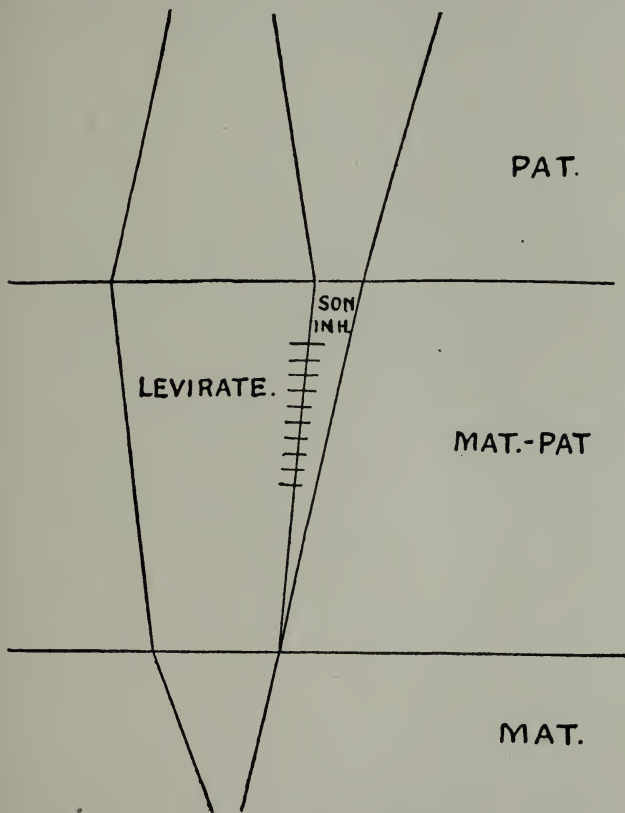 PAT.
SON
INH.
LEVIRATE.
MAT.-PAT
MAT.